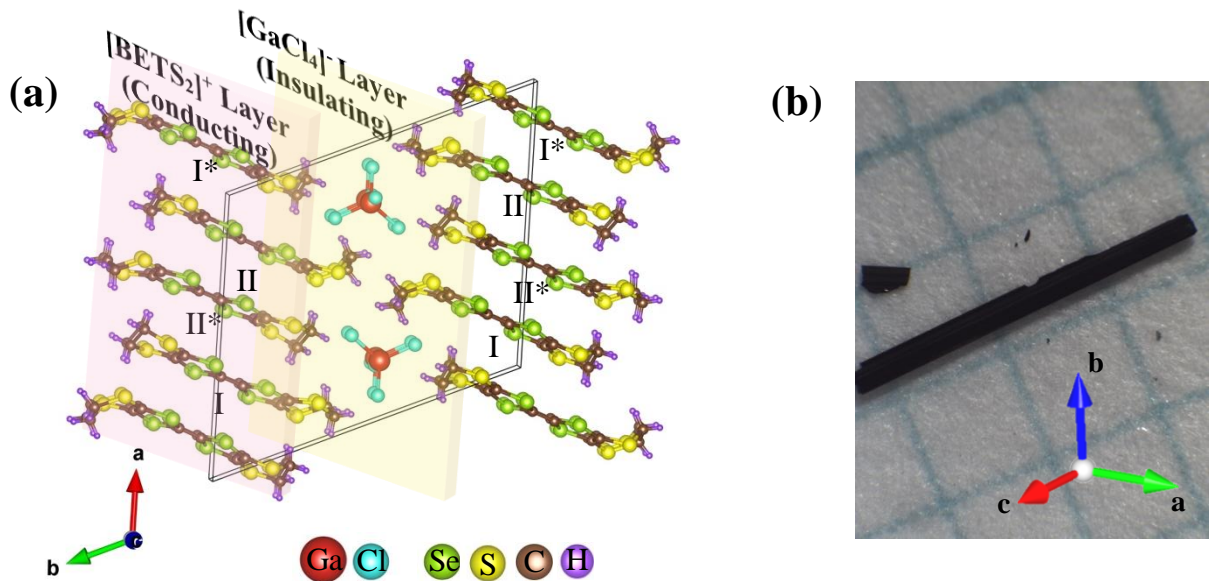 (a)
[BETS₂]⁺ Layer
(Conducting)
[GaCl₄]⁻ Layer
(Insulating)
I*
II
II*
I
I*
II
II*
I
a
b
c
Ga Cl Se S C H
(b)
b
c
a